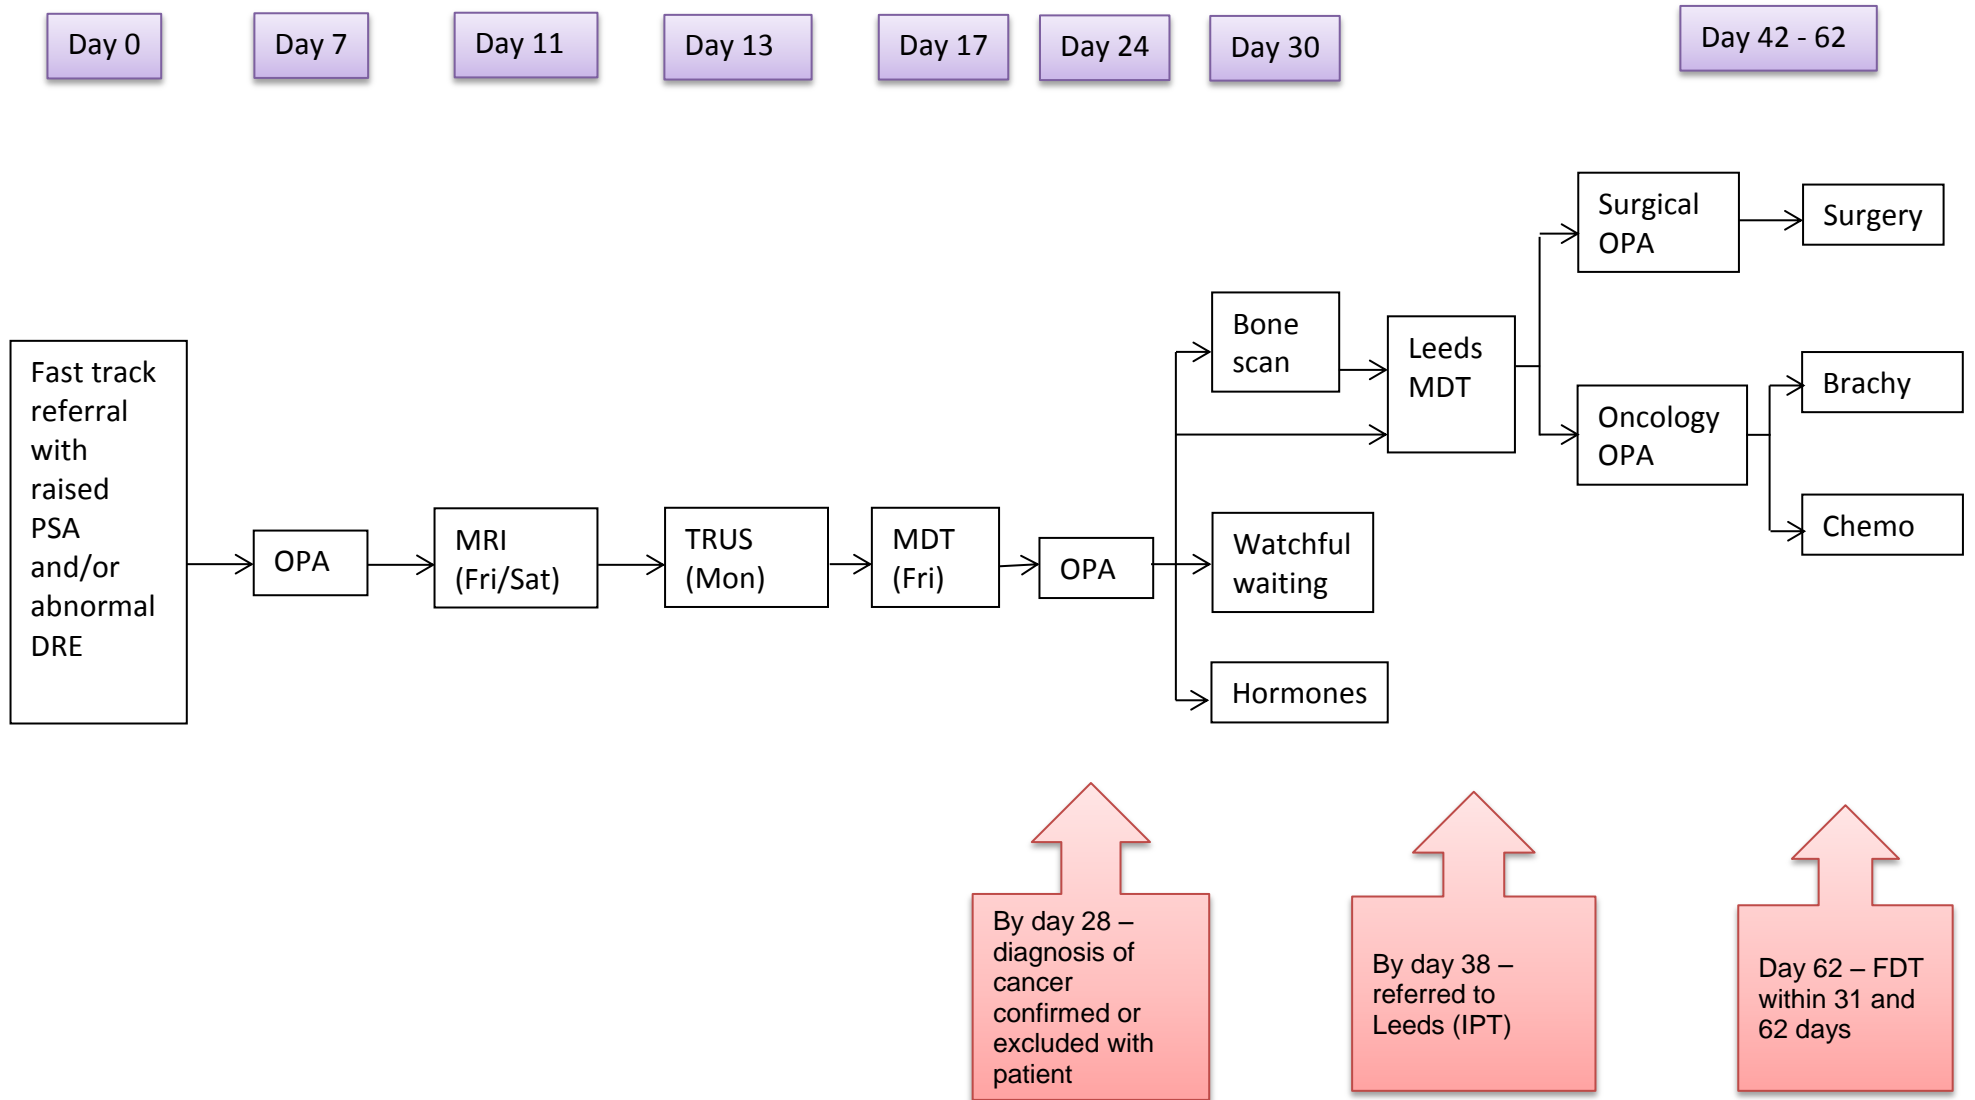 Day 0
Day 7
Day 11
Day 13
Day 17
Day 24
Day 30
Day 42 - 62
Fast track
referral
with
raised
PSA
and/or
abnormal
DRE
OPA
MRI
(Fri/Sat)
TRUS
(Mon)
MDT
(Fri)
OPA
Bone
scan
Watchful
waiting
Hormones
Leeds
MDT
Surgical
OPA
Oncology
OPA
Surgery
Brachy
Chemo
By day 28 –
diagnosis of
cancer
confirmed or
excluded with
patient
By day 38 –
referred to
Leeds (IPT)
Day 62 – FDT
within 31 and
62 days